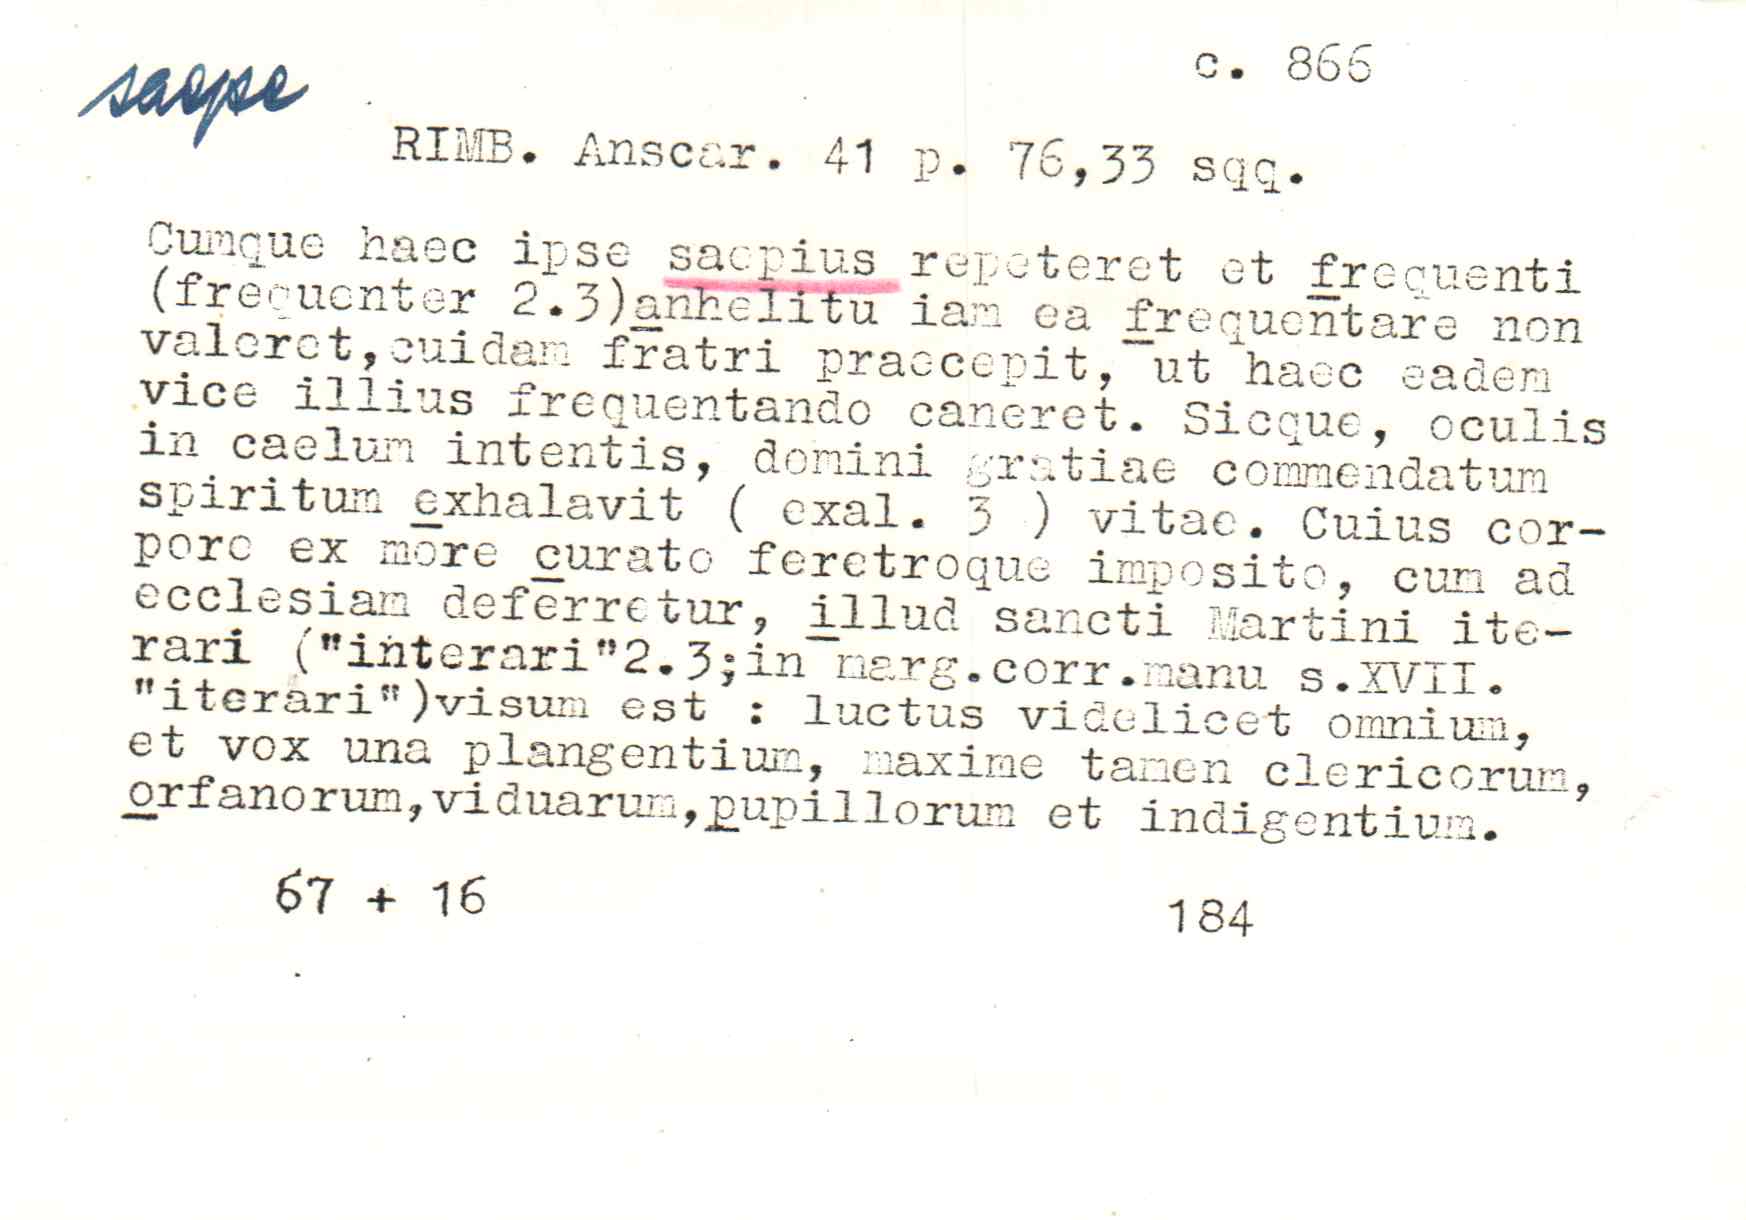 saepe
c. 866
RIMB. Anscar. 41 p. 76,33 sqq.
Cumque haec ipse saepius repeteret et frequenti
(frequenter 2.3)anhelitu iam ea frequentare non
valeret,cuidam fratri praecepit, ut haec eadem
vice illius frequentando caneret. Sicque, oculis
in caelum intentis, domini gratiae commendatum
spiritum exhalavit ( exal. 3 ) vitae. Cuius cor-
pore ex more curato feretroque imposito, cum ad
ecclesiam deferretur, illud sancti Martini ite-
rari ("interari"2.3;in marg.corr.manu s.XVII.
"iterari")visum est : luctus videlicet omnium,
et vox una plangentium, maxime tamen clericorum,
orfanorum,viduarum,pupillorum et indigentium.
67 + 16
184